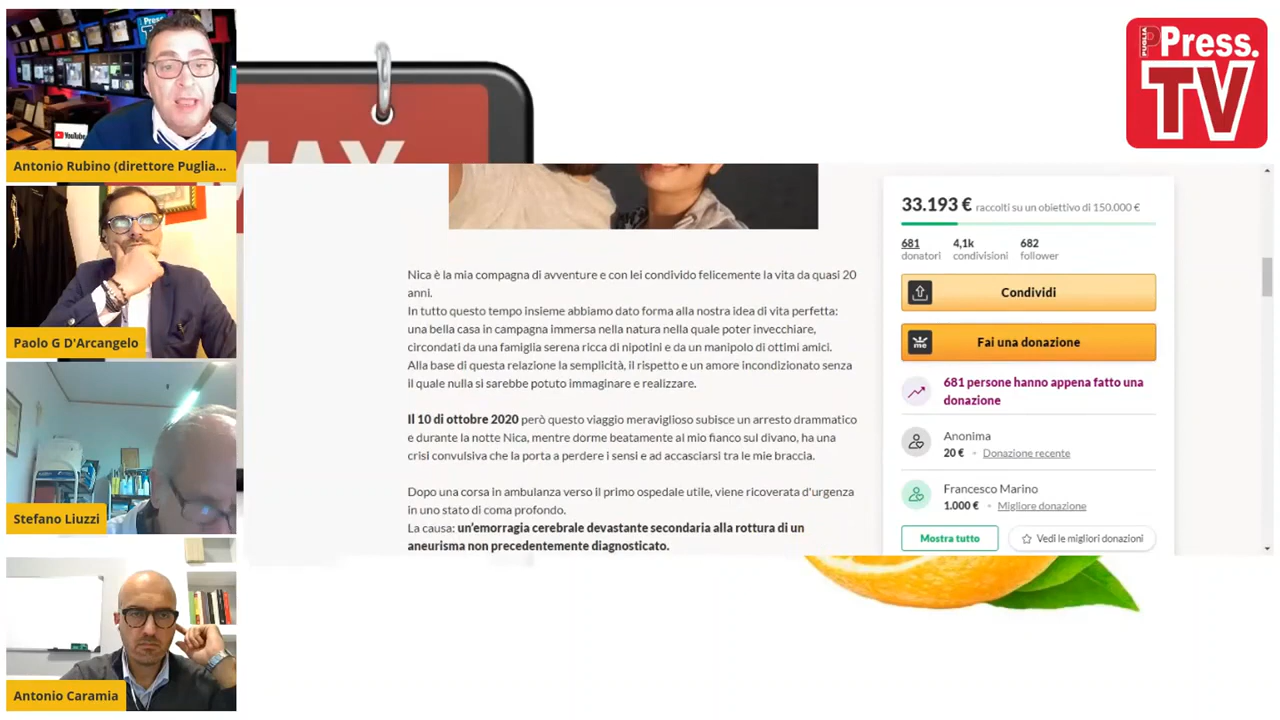 YouTube
Antonio Rubino (direttore Puglia...
Paolo G D'Arcangelo
Stefano Liuzzi
Antonio Caramia
MAX
PUGLIA
Press.
TV
Nica è la mia compagna di avventure e con lei condivido felicemente la vita da quasi 20
anni.
In tutto questo tempo insieme abbiamo dato forma alla nostra idea di vita perfetta:
una bella casa in campagna immersa nella natura nella quale poter invecchiare,
circondati da una famiglia serena ricca di nipotini e da un manipolo di ottimi amici.
Alla base di questa relazione la semplicità, il rispetto e un amore incondizionato senza
il quale nulla si sarebbe potuto immaginare e realizzare.
Il 10 di ottobre 2020 però questo viaggio meraviglioso subisce un arresto drammatico
e durante la notte Nica, mentre dorme beatamente al mio fianco sul divano, ha una
crisi convulsiva che la porta a perdere i sensi e ad accasciarsi tra le mie braccia.
Dopo una corsa in ambulanza verso il primo ospedale utile, viene ricoverata d'urgenza
in uno stato di coma profondo.
La causa: un'emorragia cerebrale devastante secondaria alla rottura di un
aneurisma non precedentemente diagnosticato.
33.193 € raccolti su un obiettivo di 150.000 €
681 4,1k 682
donatori condivisioni follower
Condividi
me Fai una donazione
681 persone hanno appena fatto una
donazione
Anonima
20 € • Donazione recente
Francesco Marino
1.000 € • Migliore donazione
Mostra tutto Vedi le migliori donazioni